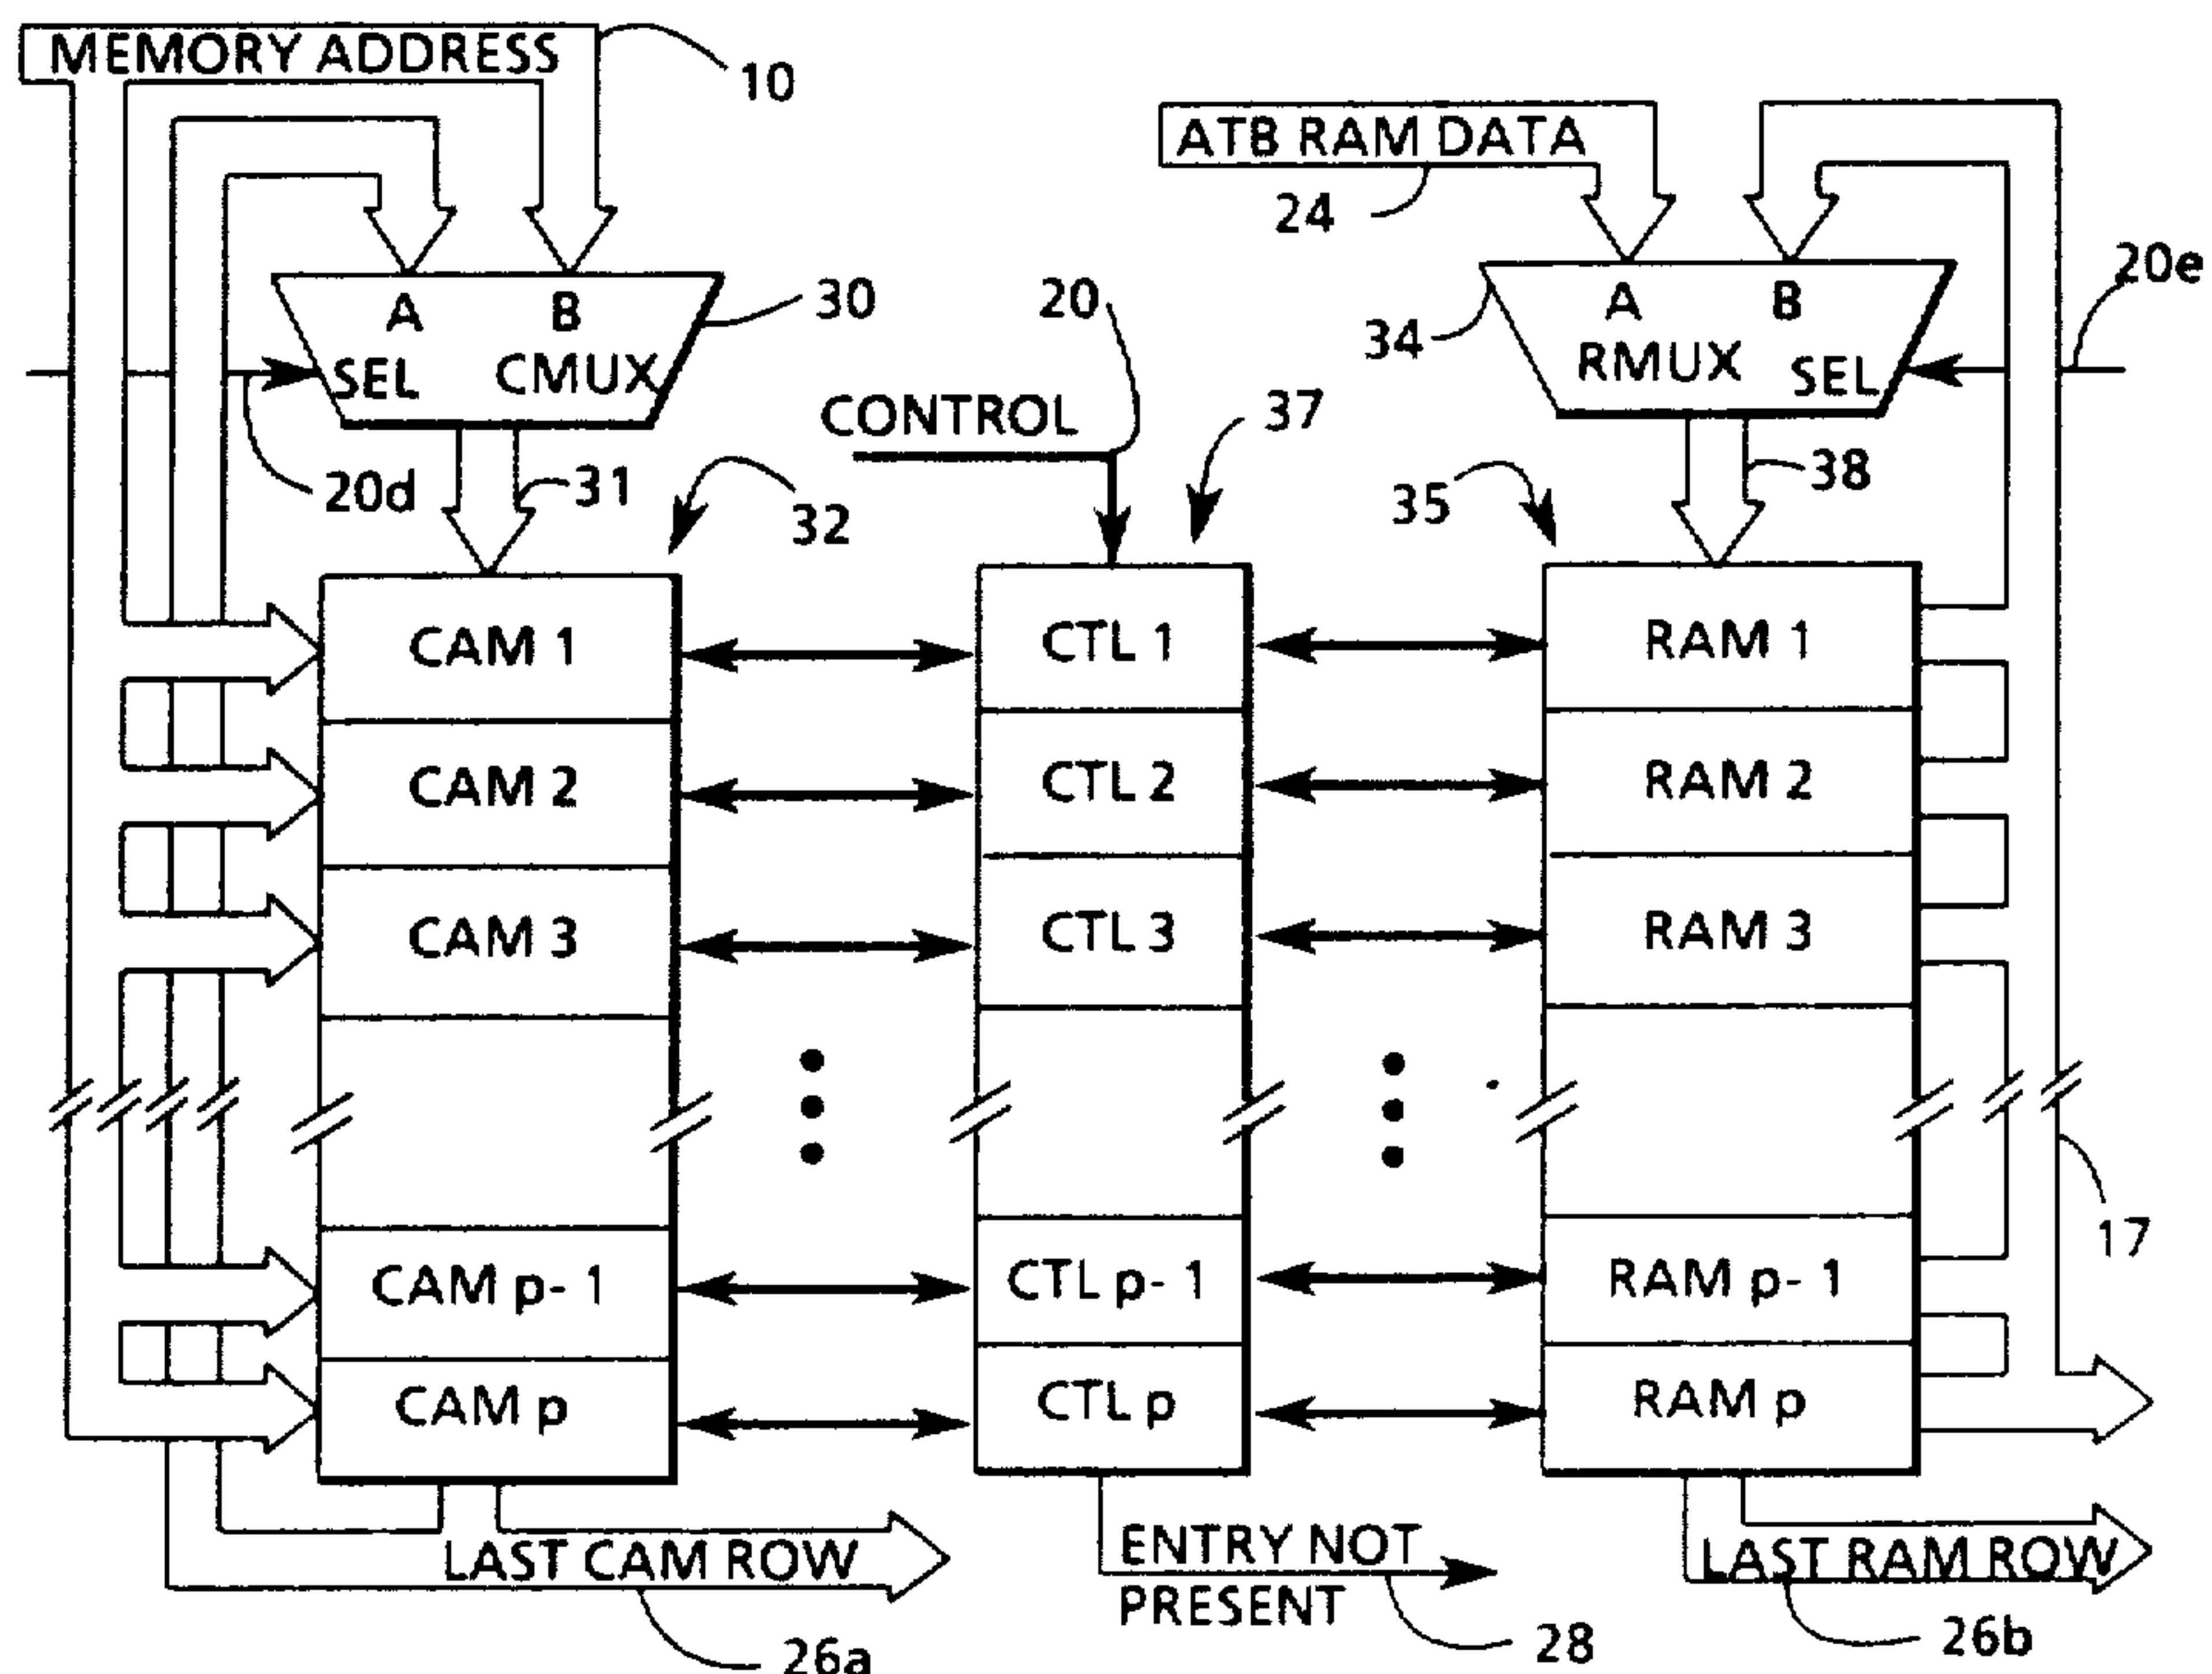 MEMORY ADDRESS
10
ATB RAM DATA
24
A B
SEL CMUX
30
20
34
A B
RMUX SEL
20e
CONTROL
37
20d
31
32
35
38
CAM 1
CTL 1
RAM 1
CAM 2
CTL 2
RAM 2
CAM 3
CTL 3
RAM 3
17
CAM p-1
CTL p-1
RAM p-1
CAM p
CTL p
RAM p
LAST CAM ROW
ENTRY NOT
PRESENT
LAST RAM ROW
26a
28
26b